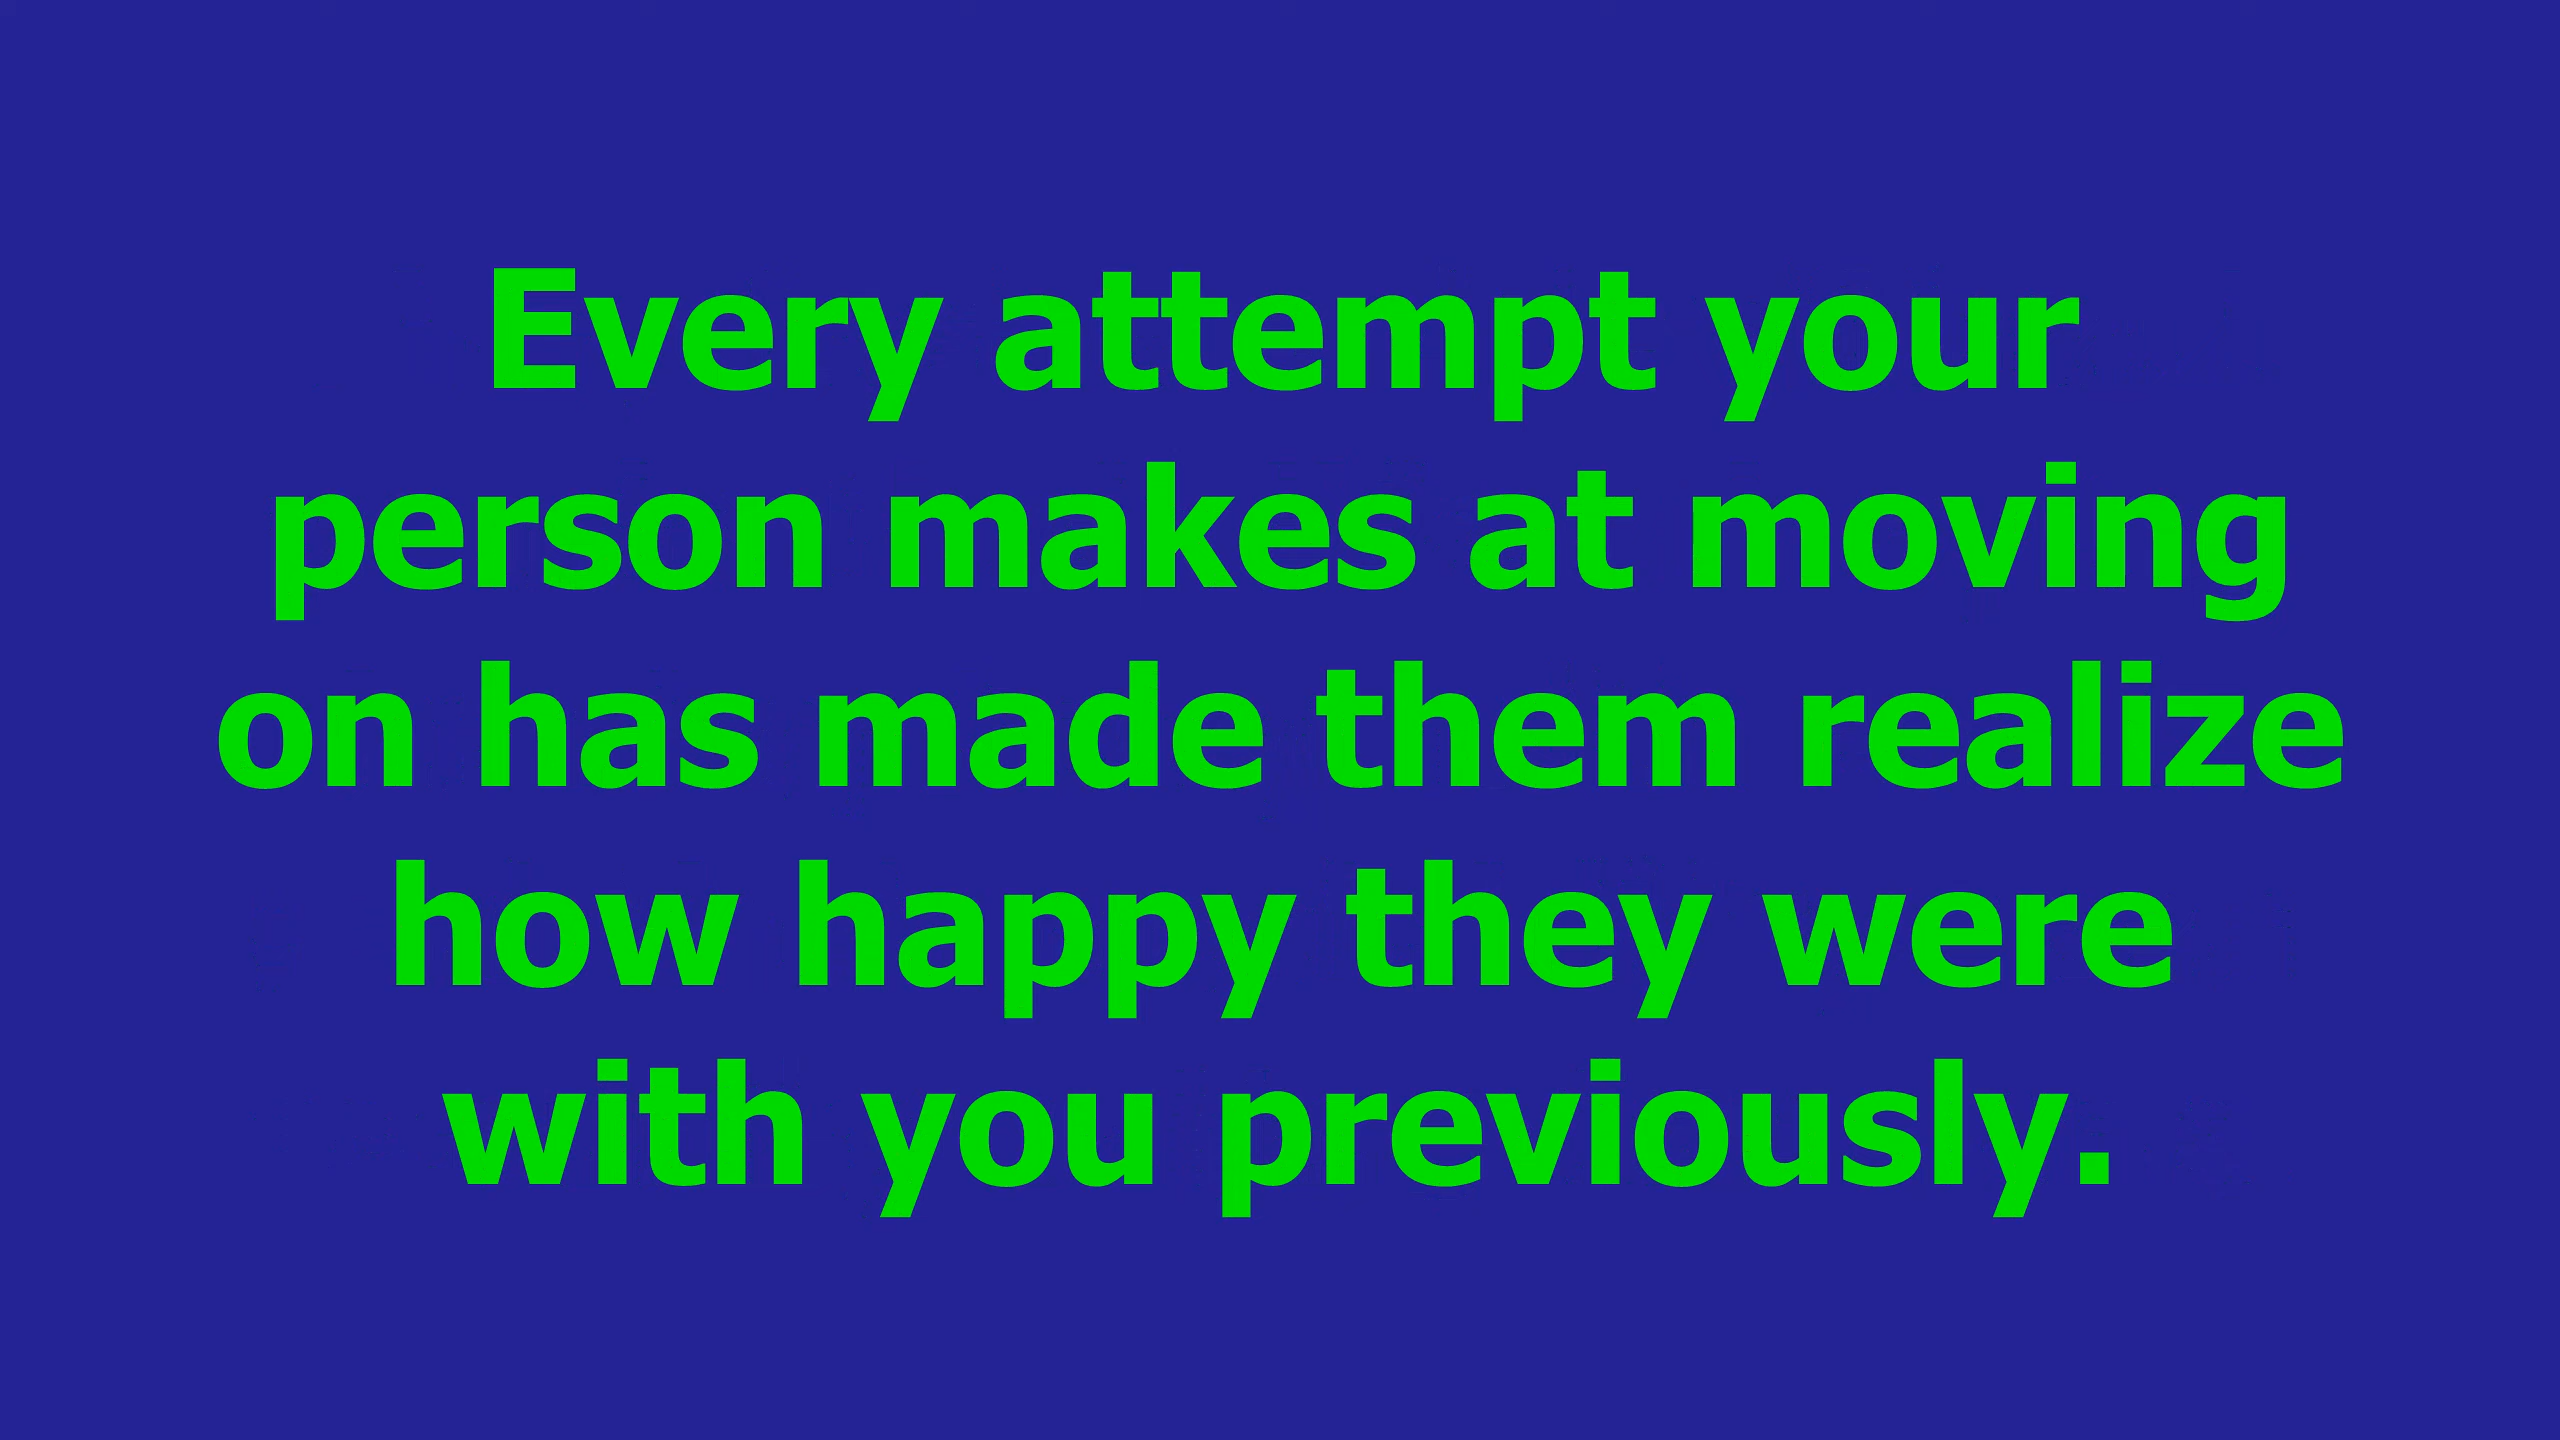 Every attempt your
person makes at moving
on has made them realize
how happy they were
with you previously.